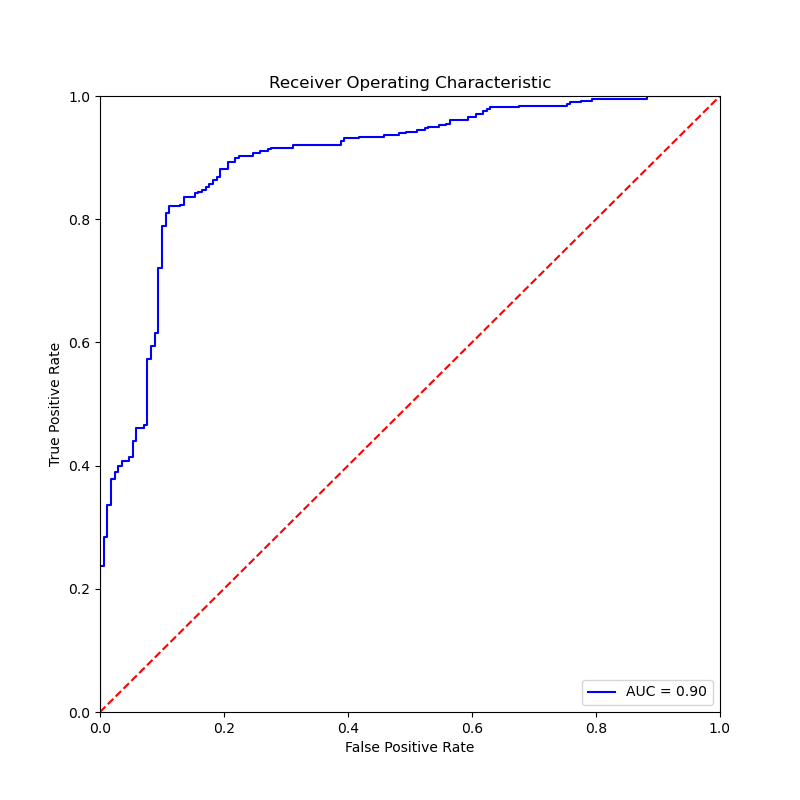 Receiver Operating Characteristic
1.0
0.8
0.6
0.4
0.2
0.0
True Positive Rate
AUC = 0.90
0.0 0.2 0.4 0.6 0.8 1.0
False Positive Rate